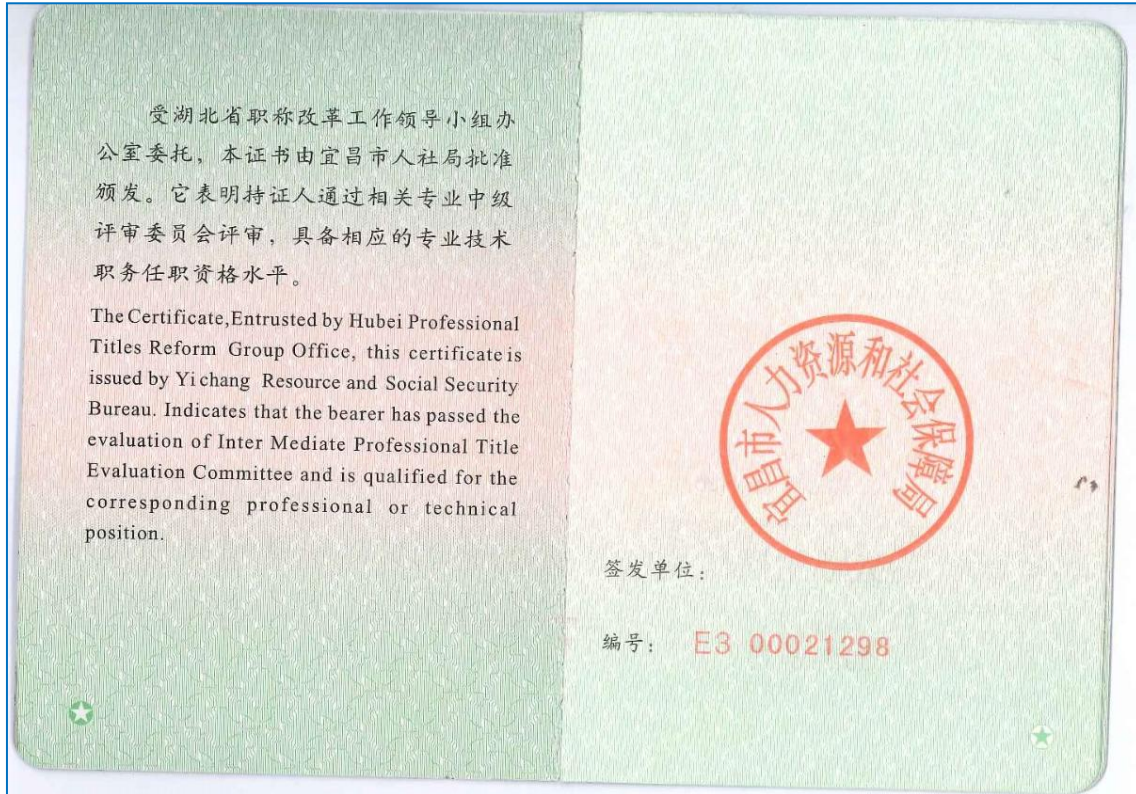 受湖北省职称改革工作领导小组办
公室委托，本证书由宜昌市人社局批准
颁发。它表明持证人通过相关专业中级
评审委员会评审，具备相应的专业技术
职务任职资格水平。
The Certificate,Entrusted by Hubei Professional
Titles Reform Group Office, this certificate is
issued by Yichang Resource and Social Security
Bureau. Indicates that the bearer has passed the
evaluation of Inter Mediate Professional Title
Evaluation Committee and is qualified for the
corresponding professional or technical
position.
宜昌市人力资源和社会保障局
签发单位：
编号： E3 00021298